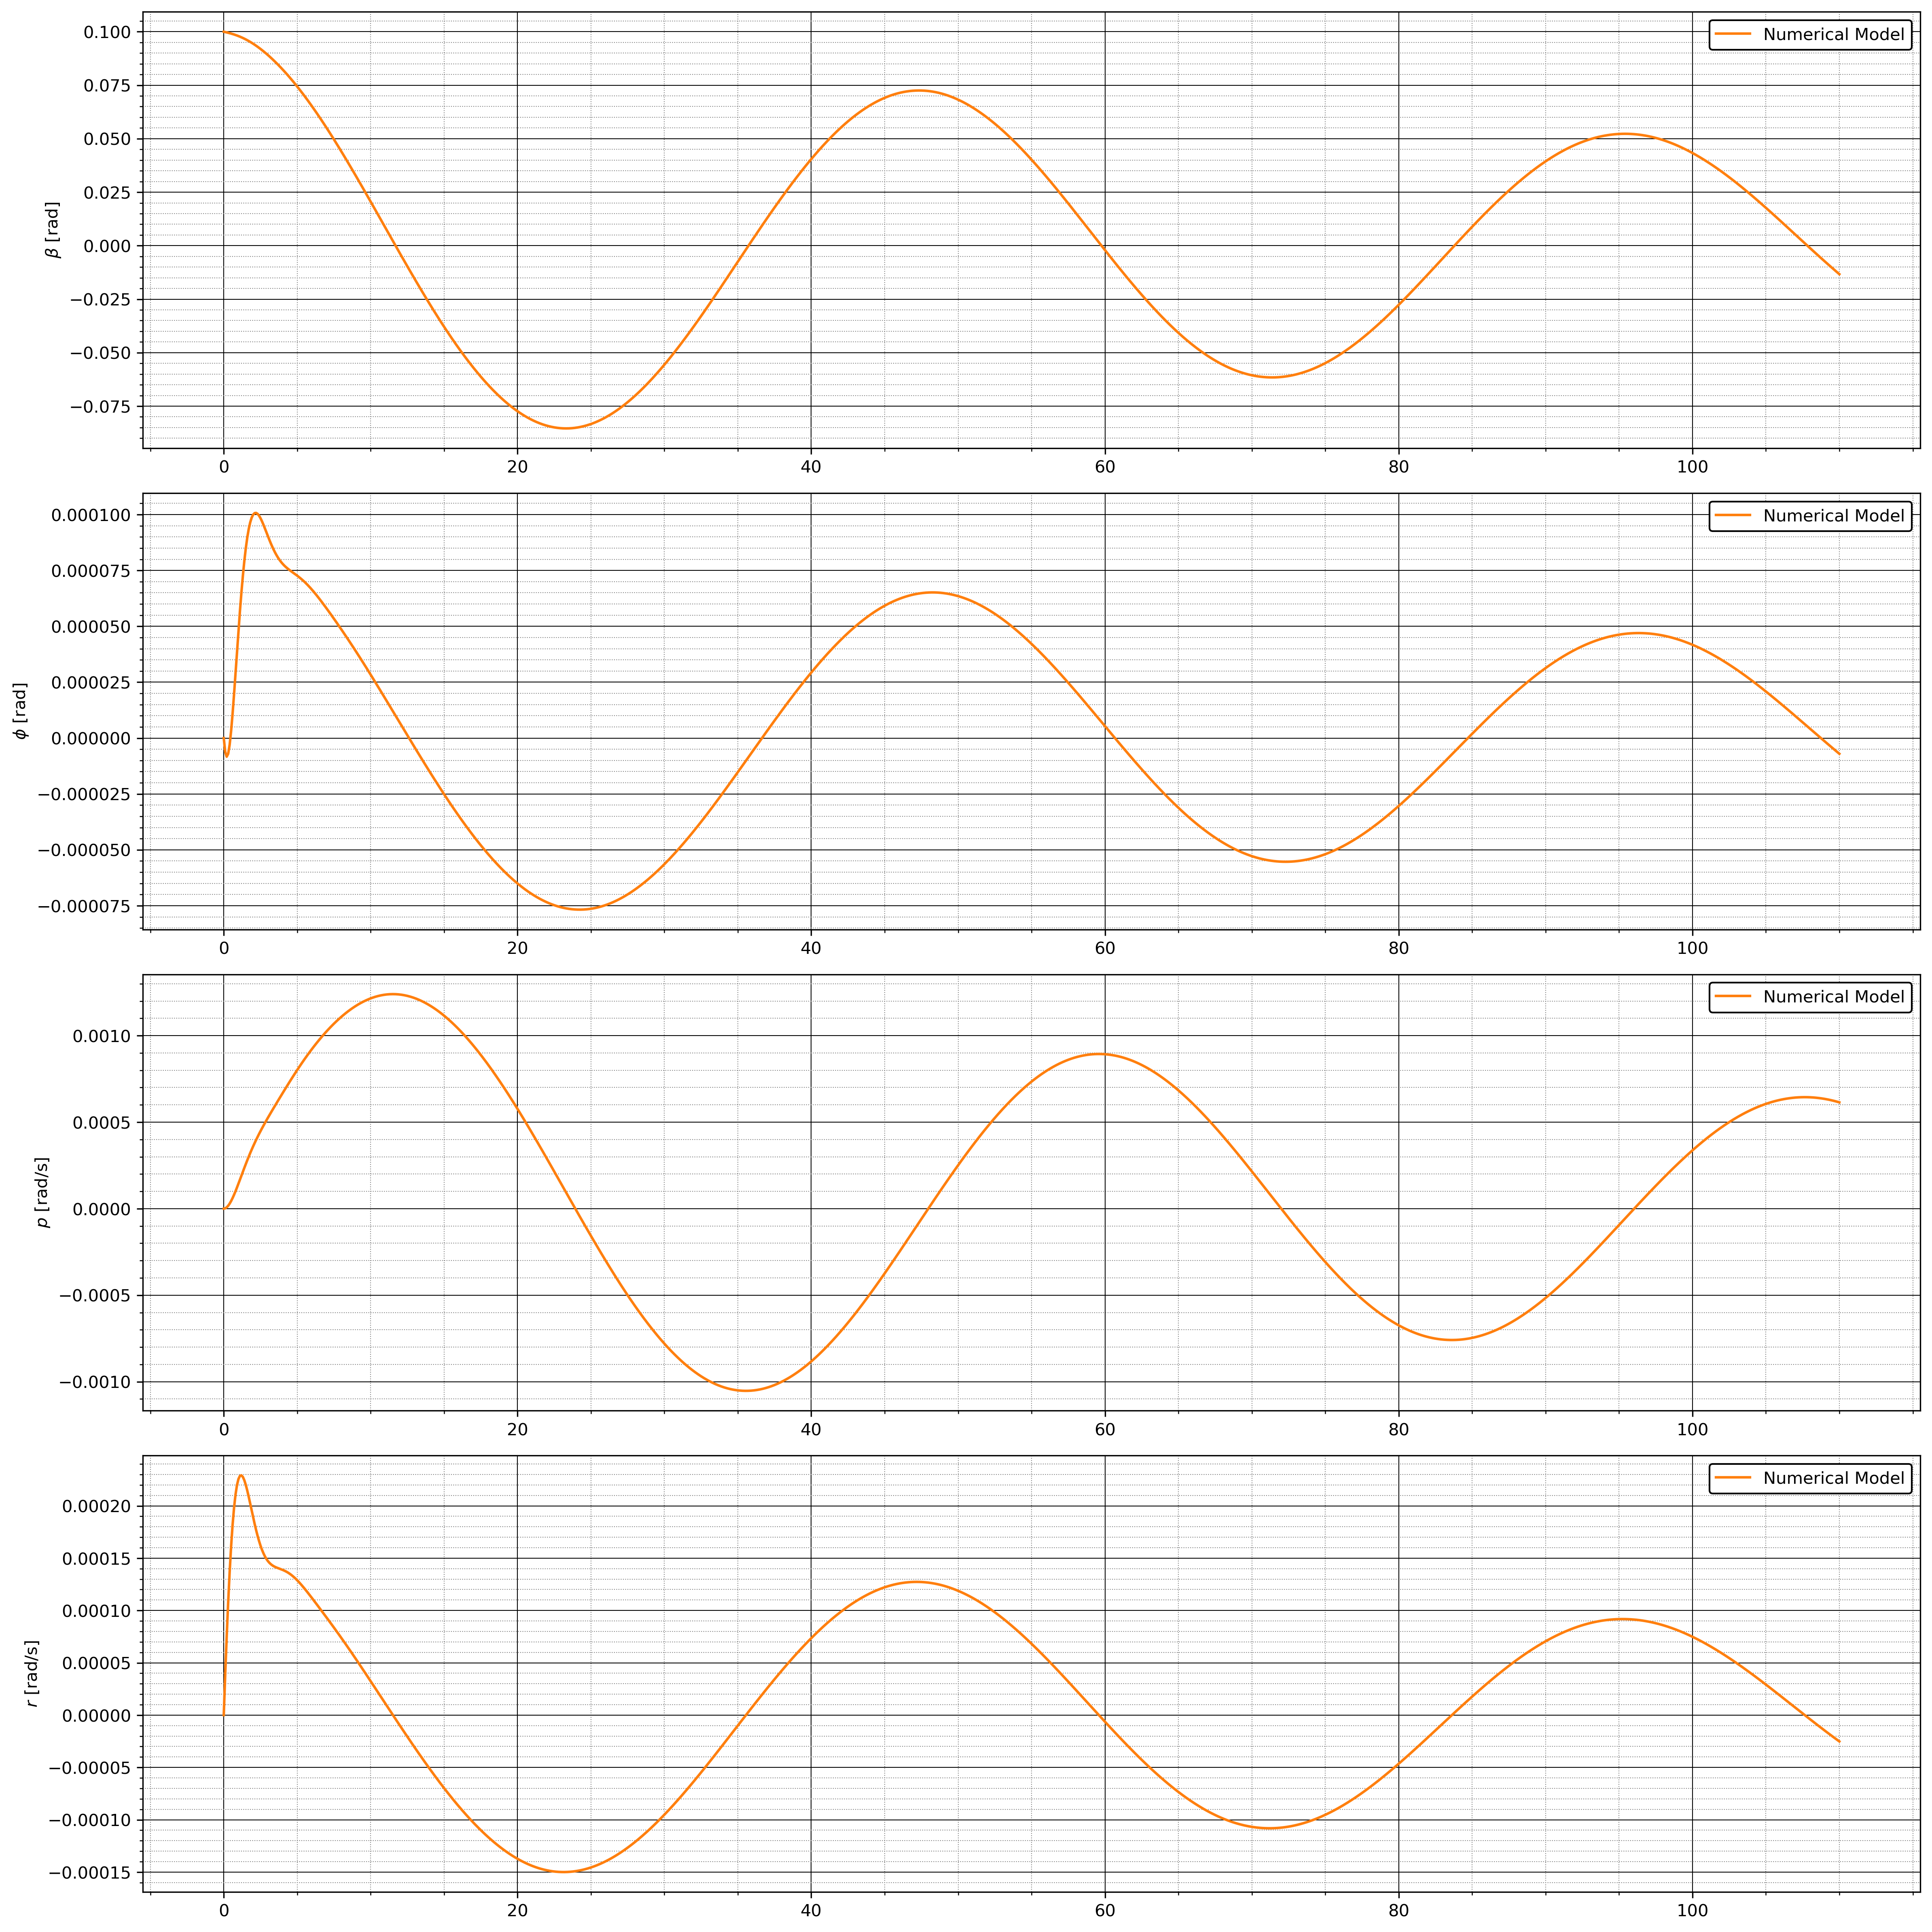 Numerical Model
0.100
0.075
0.050
0.025
0.000
−0.025
−0.050
−0.075
β [rad]
0 20 40 60 80 100
Numerical Model
0.000100
0.000075
0.000050
0.000025
0.000000
−0.000025
−0.000050
−0.000075
ϕ [rad]
0 20 40 60 80 100
Numerical Model
0.0010
0.0005
0.0000
−0.0005
−0.0010
p [rad/s]
0 20 40 60 80 100
Numerical Model
0.00020
0.00015
0.00010
0.00005
0.00000
−0.00005
−0.00010
−0.00015
r [rad/s]
0 20 40 60 80 100